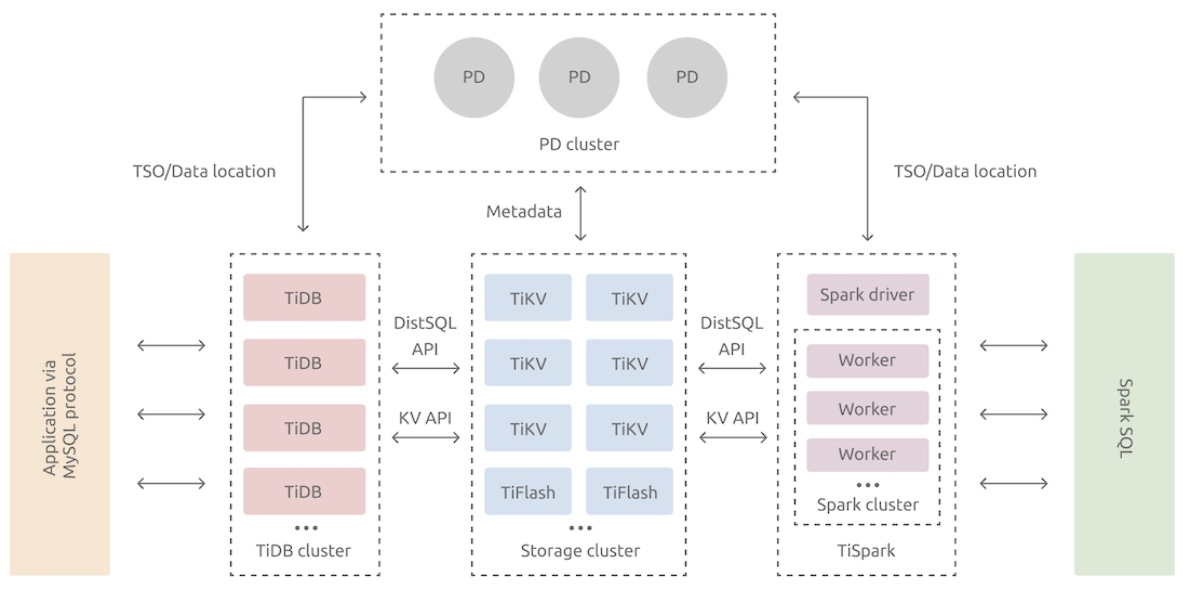 PD
PD
PD
PD cluster
TSO/Data location
TSO/Data location
Metadata
Application via
MySQL protocol
TiDB
TiDB
TiDB
TiDB
...
TiDB cluster
DistSQL
API
KV API
TiKV
TiKV
TiKV
TiKV
TiKV
TiKV
TiFlash
TiFlash
...
Storage cluster
DistSQL
API
KV API
Spark driver
Worker
Worker
Worker
...
Spark cluster
TiSpark
Spark SQL